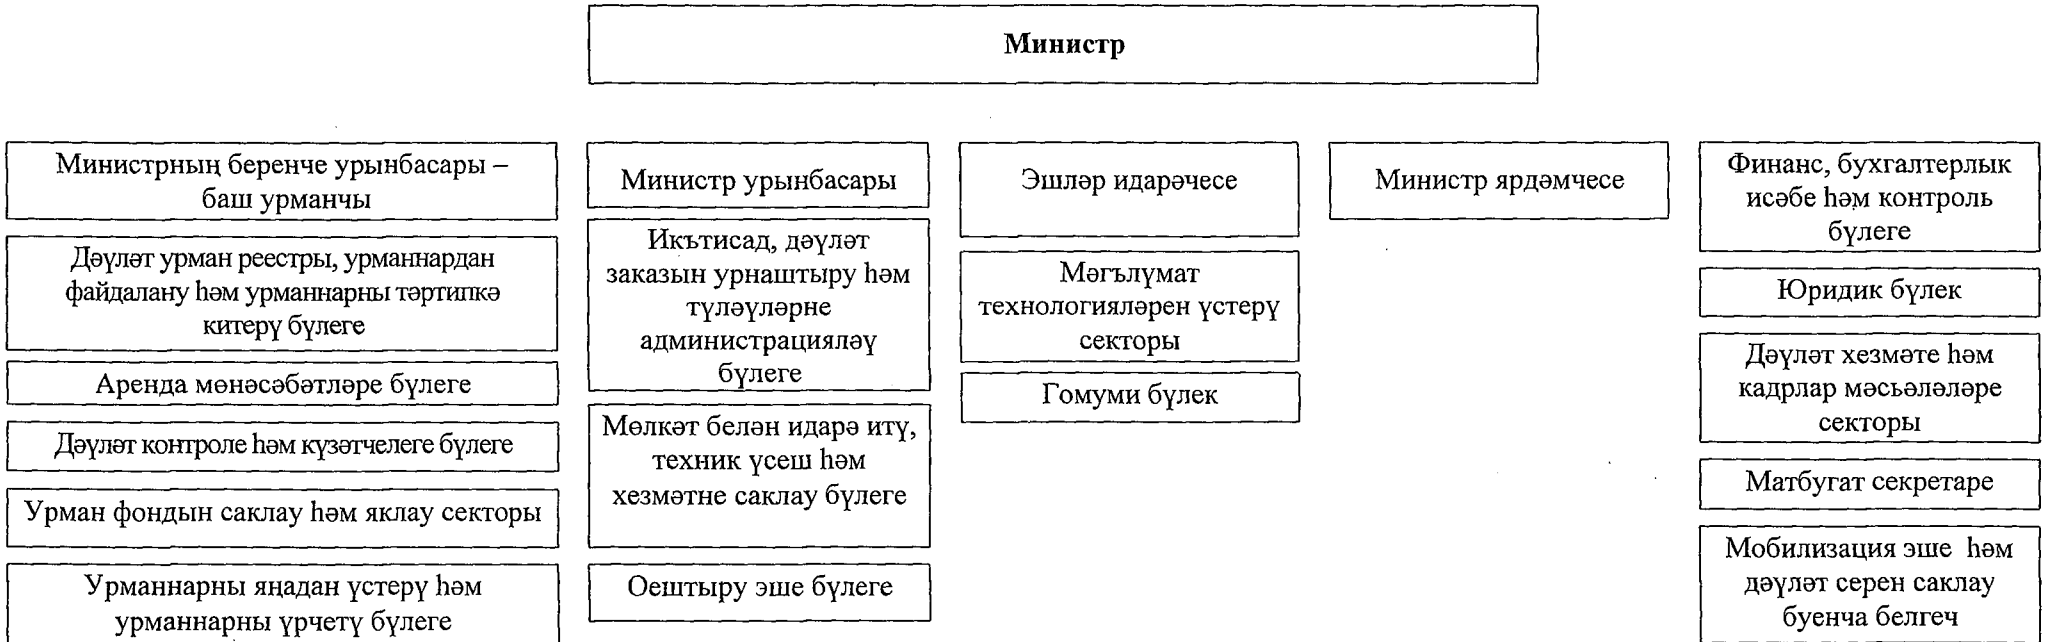 Министр
Министрның беренче урынбасары –
баш урманчы
Дәүләт урман реестры, урманнардан
файдалану һәм урманнарны тәртипкә
китерү бүлеге
Аренда мөнәсәбәтләре бүлеге
Дәүләт контроле һәм күзәтчелеге бүлеге
Урман фондын саклау һәм яклау секторы
Урманнарны яңадан үстерү һәм
урманнарны үрчетү бүлеге
Министр урынбасары
Икътисад, дәүләт
заказын урнаштыру һәм
түләүләрне
администрацияләү
бүлеге
Мөлкәт белән идарә итү,
техник үсеш һәм
хезмәтне саклау бүлеге
Оештыру эше бүлеге
Эшләр идарәчесе
Мәгълүмат
технологияләрен үстерү
секторы
Гомуми бүлек
Министр ярдәмчесе
Финанс, бухгалтерлык
исәбе һәм контроль
бүлеге
Юридик бүлек
Дәүләт хезмәте һәм
кадрлар мәсьәләләре
секторы
Матбугат секретаре
Мобилизация эше һәм
дәүләт серен саклау
буенча белгеч